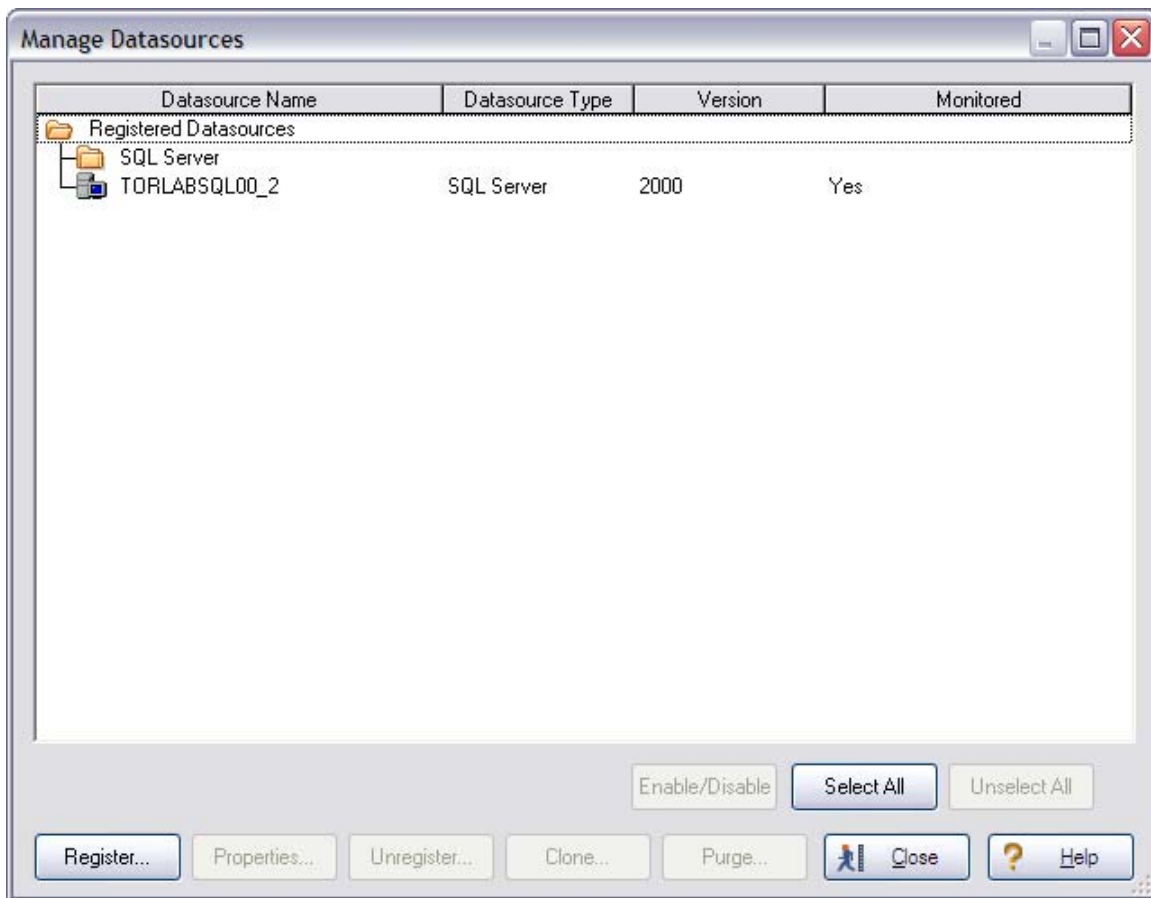 Manage Datasources
Datasource Name Datasource Type Version Monitored
Registered Datasources
SQL Server
TORLABSQL00_2 SQL Server 2000 Yes
Enable/Disable Select All Unselect All
Register... Properties... Unregister... Clone... Purge... Close ? Help